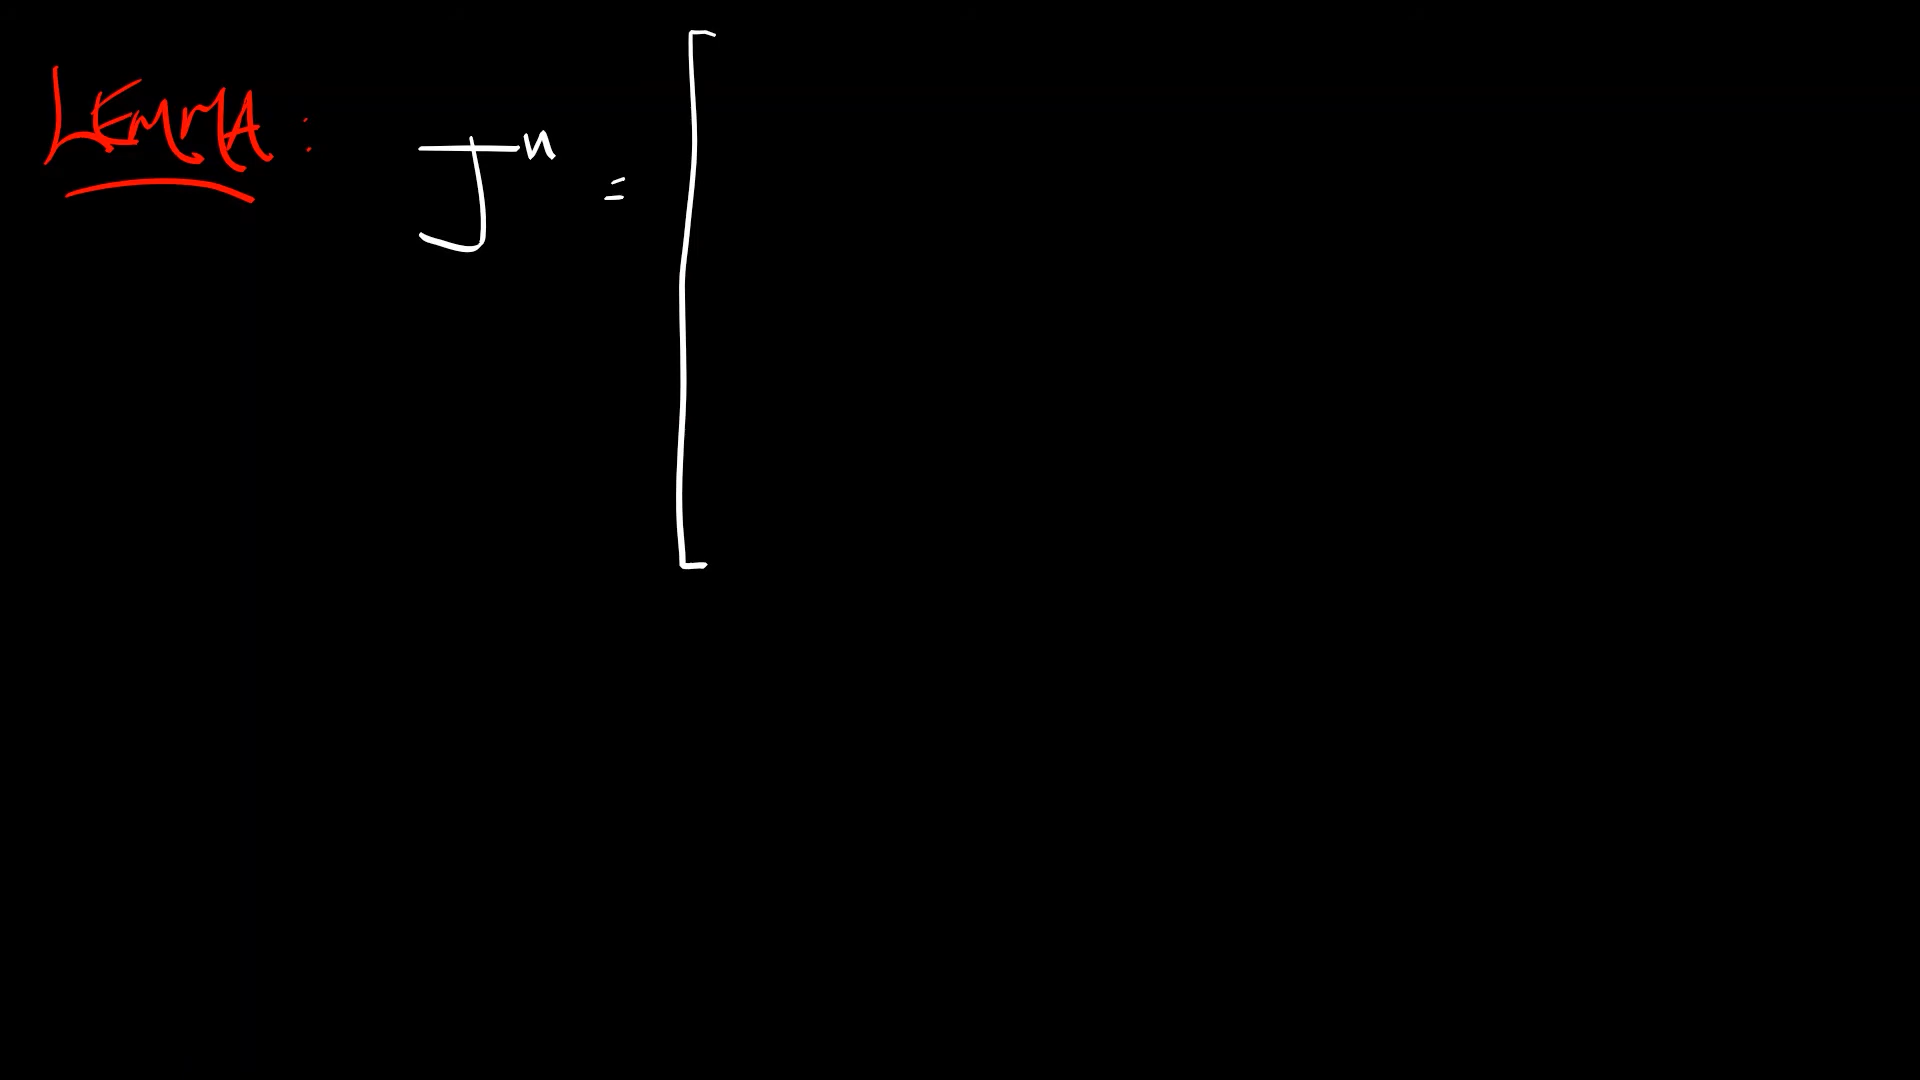 LEMMA : J^n = [